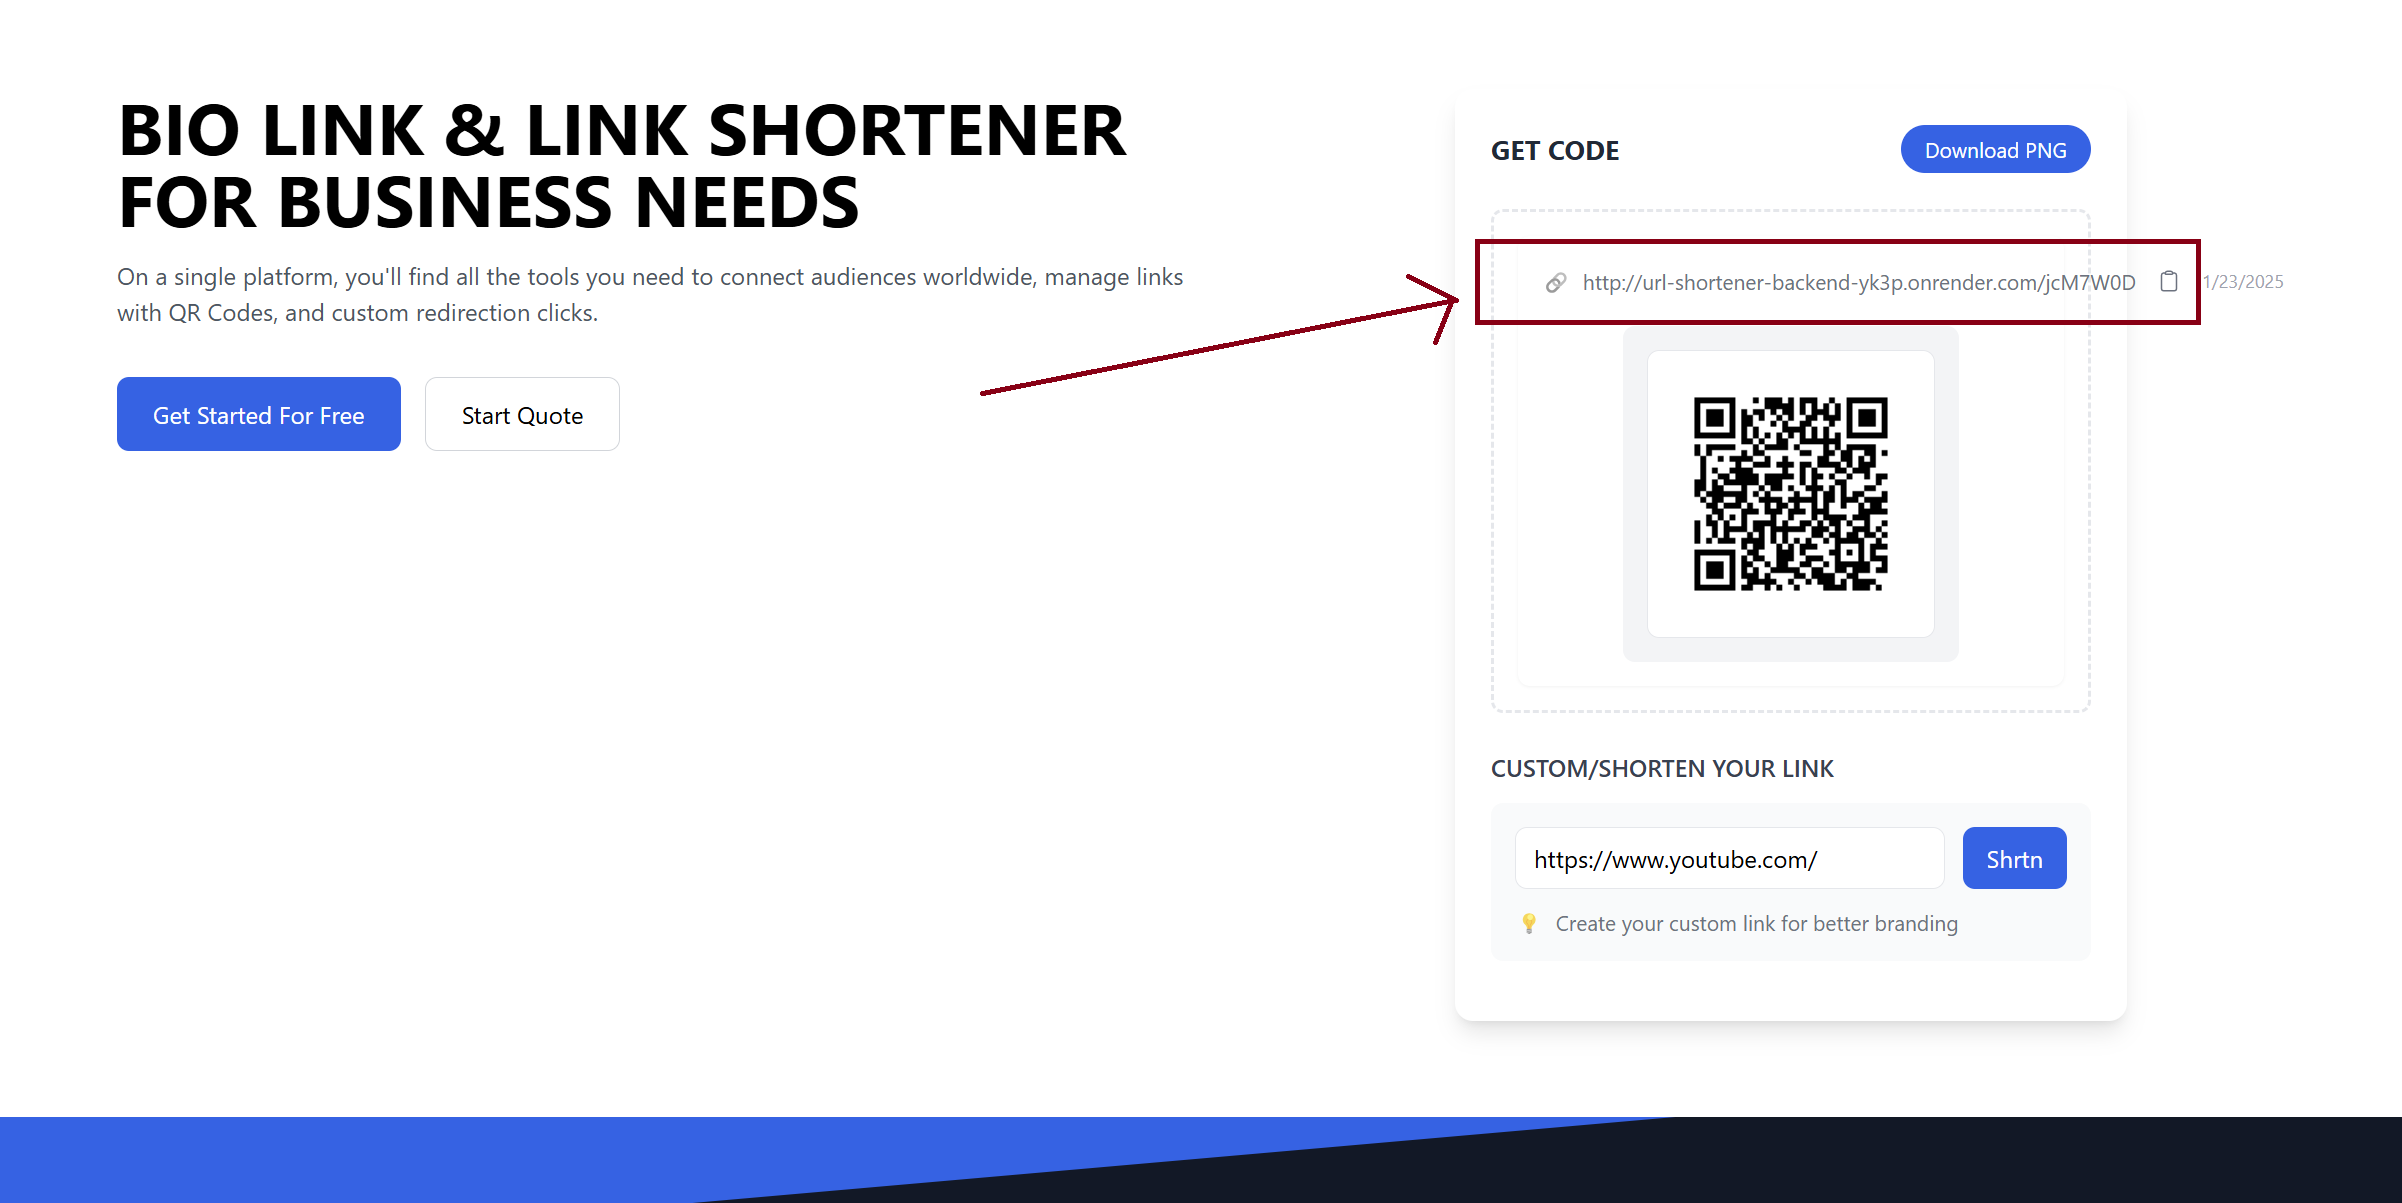 BIO LINK & LINK SHORTENER
FOR BUSINESS NEEDS
On a single platform, you'll find all the tools you need to connect audiences worldwide, manage links
with QR Codes, and custom redirection clicks.
Get Started For Free
Start Quote
GET CODE
Download PNG
http://url-shortener-backend-yk3p.onrender.com/jcM7W0D
1/23/2025
CUSTOM/SHORTEN YOUR LINK
https://www.youtube.com/
Shrtn
Create your custom link for better branding